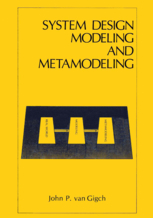 SYSTEM DESIGN
MODELING
AND
METAMODELING
John P. van Gigch